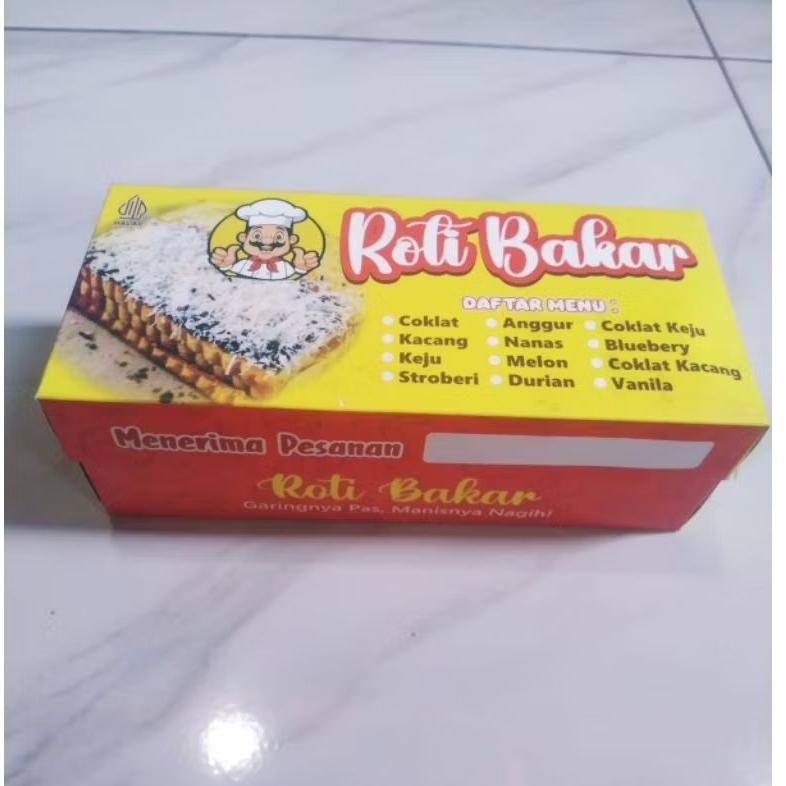 HALAL
Roti Bakar
DAFTAR MENU :
Coklat
Kacang
Keju
Stroberi
Anggur
Nanas
Melon
Durian
Coklat Keju
Bluebery
Coklat Kacang
Vanila
Menerima Pesanan
Roti Bakar
Garingnya Pas, Manisnya Nagih!